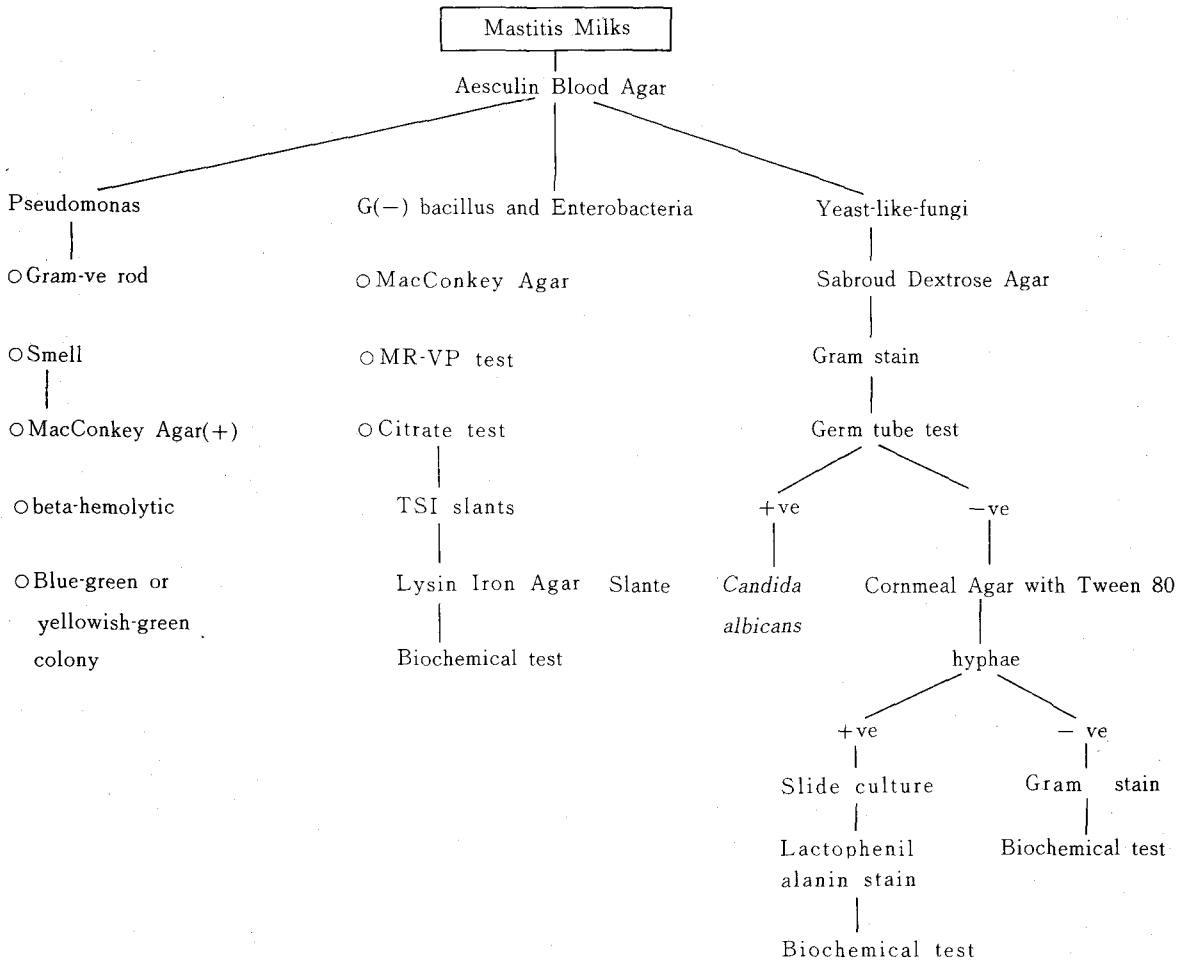 Mastitis Milks
Aesculin Blood Agar
Pseudomonas
○Gram-ve rod
○Smell
○MacConkey Agar(+)
○beta-hemolytic
○Blue-green or
yellowish-green
colony
G(−) bacillus and Enterobacteria
○MacConkey Agar
○MR-VP test
○Citrate test
TSI slants
Lysin Iron Agar Slante
Biochemical test
Yeast-like-fungi
Sabroud Dextrose Agar
Gram stain
Germ tube test
+ve
−ve
Candida
albicans
Cornmeal Agar with Tween 80
hyphae
+ve
− ve
Slide culture
Lactophenil
alanin stain
Biochemical test
Gram stain
Biochemical test